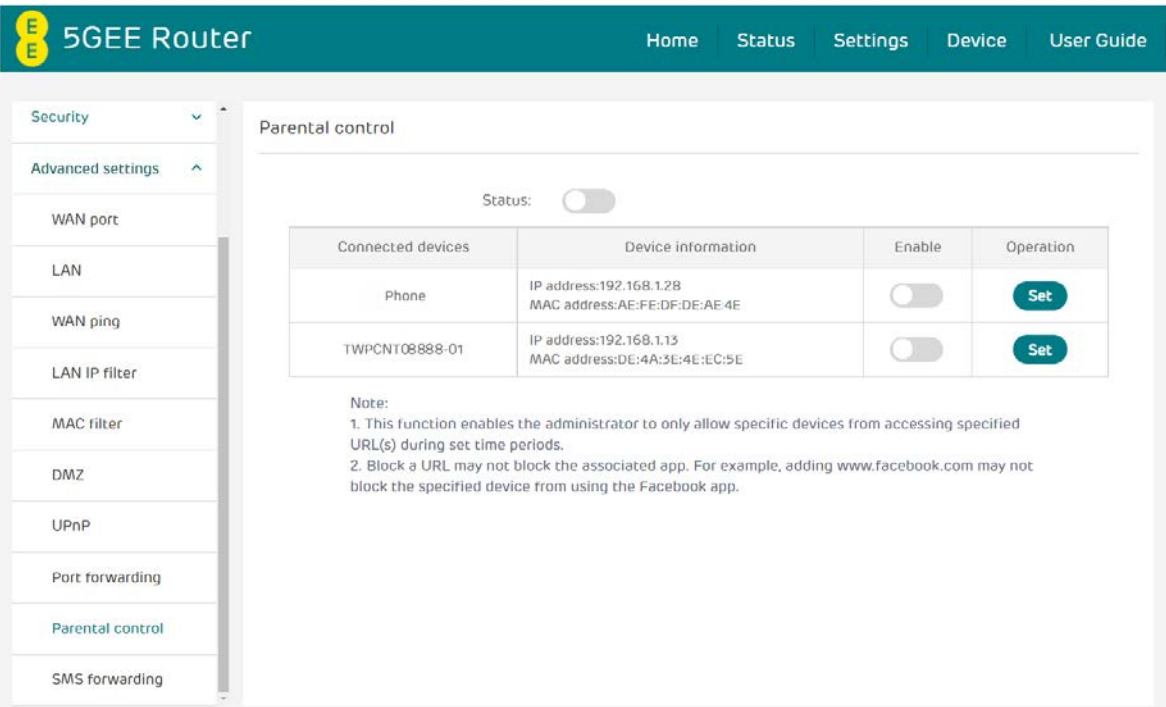 E
E
5GEE Router
Home Status Settings Device User Guide
Security
Advanced settings
WAN port
LAN
WAN ping
LAN IP filter
MAC filter
DMZ
UPnP
Port forwarding
Parental control
SMS forwarding
Parental control
Status:
Connected devices Device information Enable Operation
Phone
IP address:192.168.1.28
MAC address:AE:FE:DF:DE:AE:4E
Set
TWPCNT08888-01
IP address:192.168.1.13
MAC address:DE:4A:3E:4E:EC:5E
Set
Note:
1. This function enables the administrator to only allow specific devices from accessing specified
URL(s) during set time periods.
2. Block a URL may not block the associated app. For example, adding www.facebook.com may not
block the specified device from using the Facebook app.